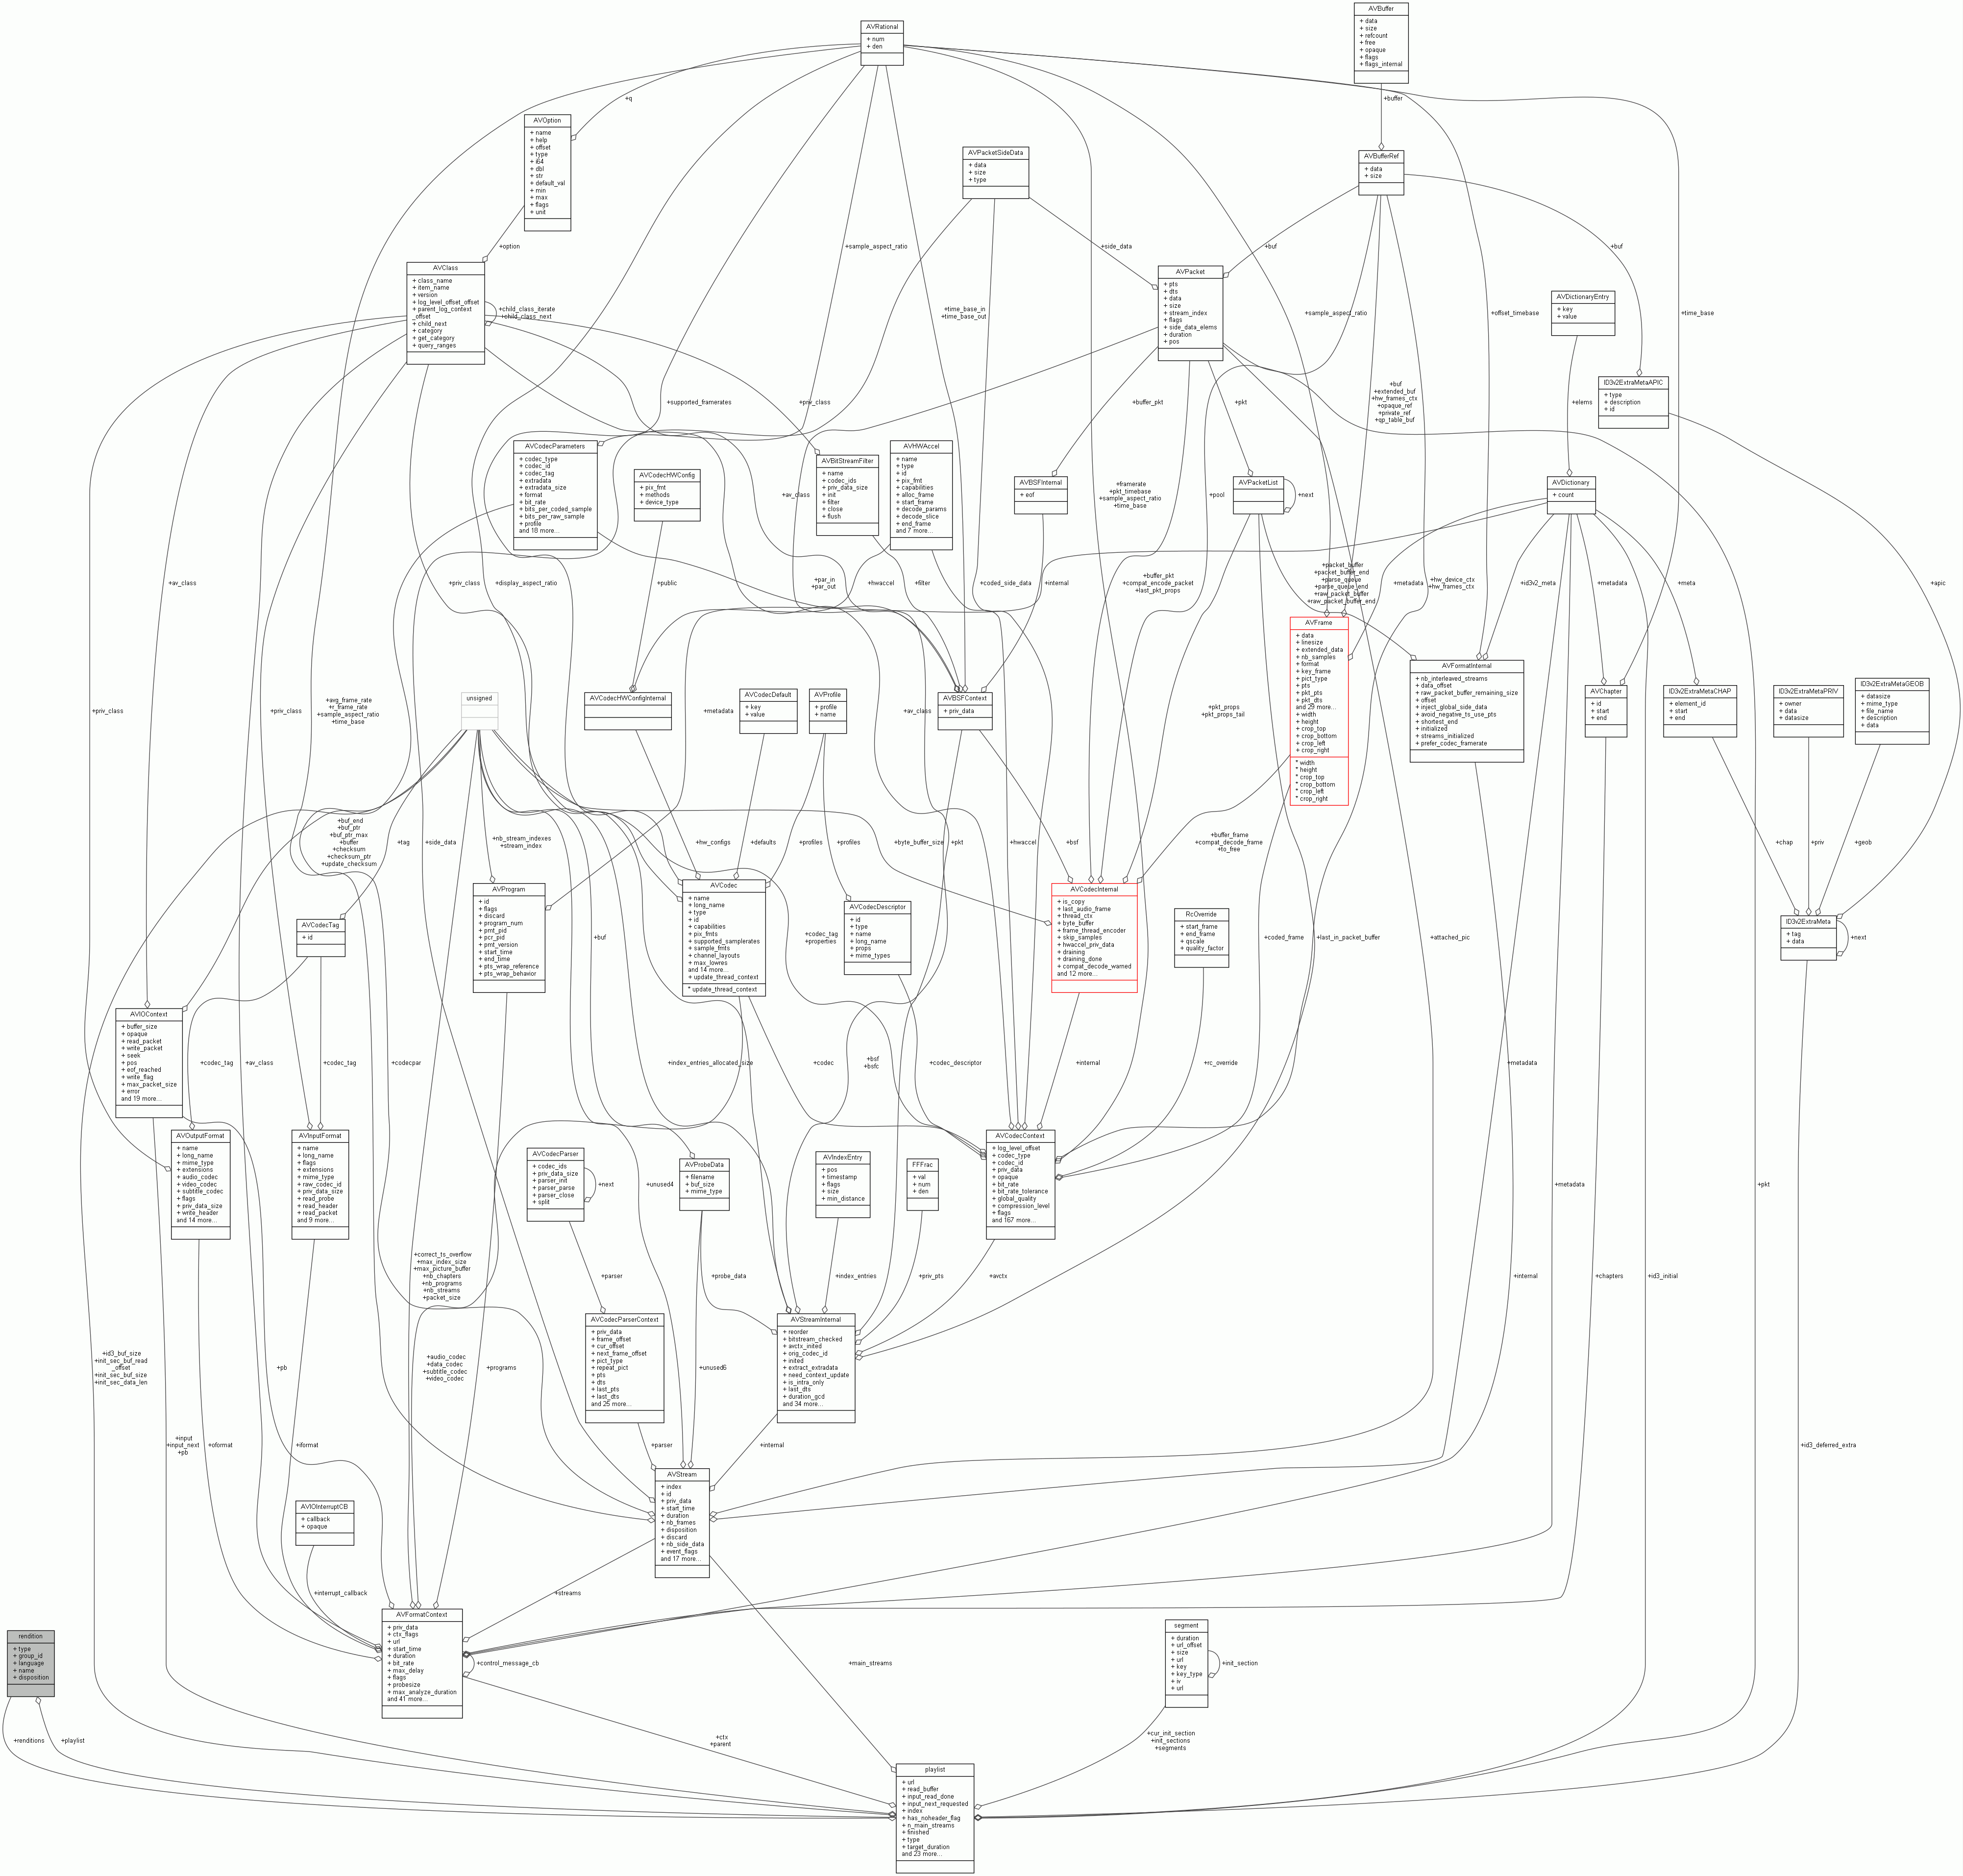 AVBuffer
+ data
+ size
+ refcount
+ free
+ opaque
+ flags
+ flags_internal
AVRational
+ num
+ den
+buffer
+q
AVOption
+ name
+ help
+ offset
+ type
+ i64
+ dbl
+ str
+ default_val
+ min
+ max
+ flags
+ unit
AVPacketSideData
+ data
+ size
+ type
AVBufferRef
+ data
+ size
+option
+sample_aspect_ratio
+side_data
+buf
+buf
AVClass
+ class_name
+ item_name
+ version
+ log_level_offset_offset
+ parent_log_context
_offset
+ child_next
+ category
+ get_category
+ query_ranges
+child_class_iterate
+child_class_next
+time_base_in
+time_base_out
AVPacket
+ pts
+ dts
+ data
+ size
+ stream_index
+ flags
+ side_data_elems
+ duration
+ pos
+sample_aspect_ratio
+offset_timebase
AVDictionaryEntry
+ key
+ value
+time_base
ID3v2ExtraMetaAPIC
+ type
+ description
+ id
+priv_class
+supported_framerates
+priv_class
+buffer_pkt
+pkt
+buf
+extended_buf
+hw_frames_ctx
+opaque_ref
+private_ref
+qp_table_buf
+elems
AVCodecParameters
+ codec_type
+ codec_id
+ codec_tag
+ extradata
+ extradata_size
+ format
+ bit_rate
+ bits_per_coded_sample
+ bits_per_raw_sample
+ profile
and 18 more...
AVCodecHWConfig
+ pix_fmt
+ methods
+ device_type
+av_class
AVBitStreamFilter
+ name
+ codec_ids
+ priv_data_size
+ init
+ filter
+ close
+ flush
AVHWAccel
+ name
+ type
+ id
+ pix_fmt
+ capabilities
+ alloc_frame
+ start_frame
+ decode_params
+ decode_slice
+ end_frame
and 7 more...
AVBSFInternal
+ eof
+framerate
+pkt_timebase
+sample_aspect_ratio
+time_base
+pool
AVPacketList
+next
AVDictionary
+ count
+av_class
+priv_class
+display_aspect_ratio
+public
+par_in
+par_out
+hwaccel
+filter
+coded_side_data
+internal
+buffer_pkt
+compat_encode_packet
+last_pkt_props
+packet_buffer
+packet_buffer_end
+parse_queue
+parse_queue_end
+raw_packet_buffer
+raw_packet_buffer_end
+metadata
+hw_device_ctx
+hw_frames_ctx
+id3v2_meta
+metadata
+meta
+apic
AVFrame
+ data
+ linesize
+ extended_data
+ nb_samples
+ format
+ key_frame
+ pict_type
+ pts
+ pkt_pts
+ pkt_dts
and 29 more...
+ width
+ height
+ crop_top
+ crop_bottom
+ crop_left
+ crop_right
* width
* height
* crop_top
* crop_bottom
* crop_left
* crop_right
AVFormatInternal
+ nb_interleaved_streams
+ data_offset
+ raw_packet_buffer_remaining_size
+ offset
+ inject_global_side_data
+ avoid_negative_ts_use_pts
+ shortest_end
+ initialized
+ streams_initialized
+ prefer_codec_framerate
AVChapter
+ id
+ start
+ end
ID3v2ExtraMetaCHAP
+ element_id
+ start
+ end
ID3v2ExtraMetaPRIV
+ owner
+ data
+ datasize
ID3v2ExtraMetaGEOB
+ datasize
+ mime_type
+ file_name
+ description
+ data
+priv_class
+priv_class
+avg_frame_rate
+r_frame_rate
+sample_aspect_ratio
+time_base
unsigned
AVCodecHWConfigInternal
+metadata
AVCodecDefault
+ key
+ value
AVProfile
+ profile
+ name
+av_class
AVBSFContext
+ priv_data
+pkt_props
+pkt_props_tail
+buf_end
+buf_ptr
+buf_ptr_max
+buffer
+checksum
+checksum_ptr
+update_checksum
+tag
+side_data
+nb_stream_indexes
+stream_index
+hw_configs
+defaults
+profiles
+profiles
+byte_buffer_size
+pkt
+hwaccel
+bsf
+buffer_frame
+compat_decode_frame
+to_free
+chap
+priv
+geob
AVCodecTag
+ id
AVProgram
+ id
+ flags
+ discard
+ program_num
+ pmt_pid
+ pcr_pid
+ pmt_version
+ start_time
+ end_time
+ pts_wrap_reference
+ pts_wrap_behavior
+buf
AVCodec
+ name
+ long_name
+ type
+ id
+ capabilities
+ pix_fmts
+ supported_samplerates
+ sample_fmts
+ channel_layouts
+ max_lowres
and 14 more...
+ update_thread_context
* update_thread_context
+codec_tag
+properties
AVCodecDescriptor
+ id
+ type
+ name
+ long_name
+ props
+ mime_types
AVCodecInternal
+ is_copy
+ last_audio_frame
+ thread_ctx
+ byte_buffer
+ frame_thread_encoder
+ skip_samples
+ hwaccel_priv_data
+ draining
+ draining_done
+ compat_decode_warned
and 12 more...
RcOverride
+ start_frame
+ end_frame
+ qscale
+ quality_factor
+coded_frame
+last_in_packet_buffer
+attached_pic
ID3v2ExtraMeta
+ tag
+ data
+next
AVIOContext
+ buffer_size
+ opaque
+ read_packet
+ write_packet
+ seek
+ pos
+ eof_reached
+ write_flag
+ max_packet_size
+ error
and 19 more...
+codec_tag
+av_class
+codec_tag
+codecpar
+index_entries_allocated_size
+codec
+bsf
+bsfc
+codec_descriptor
+internal
+rc_override
+metadata
AVOutputFormat
+ name
+ long_name
+ mime_type
+ extensions
+ audio_codec
+ video_codec
+ subtitle_codec
+ flags
+ priv_data_size
+ write_header
and 14 more...
AVInputFormat
+ name
+ long_name
+ flags
+ extensions
+ mime_type
+ raw_codec_id
+ priv_data_size
+ read_probe
+ read_header
+ read_packet
and 9 more...
AVCodecParser
+ codec_ids
+ priv_data_size
+ parser_init
+ parser_parse
+ parser_close
+ split
+next
+unused4
AVProbeData
+ filename
+ buf_size
+ mime_type
AVIndexEntry
+ pos
+ timestamp
+ flags
+ size
+ min_distance
FFFrac
+ val
+ num
+ den
AVCodecContext
+ log_level_offset
+ codec_type
+ codec_id
+ priv_data
+ opaque
+ bit_rate
+ bit_rate_tolerance
+ global_quality
+ compression_level
+ flags
and 167 more...
+metadata
+pkt
+correct_ts_overflow
+max_index_size
+max_picture_buffer
+nb_chapters
+nb_programs
+nb_streams
+packet_size
+parser
+probe_data
+index_entries
+priv_pts
+avctx
+internal
+chapters
+id3_initial
+id3_buf_size
+init_sec_buf_read
_offset
+init_sec_buf_size
+init_sec_data_len
+pb
+audio_codec
+data_codec
+subtitle_codec
+video_codec
+programs
AVCodecParserContext
+ priv_data
+ frame_offset
+ cur_offset
+ next_frame_offset
+ pict_type
+ repeat_pict
+ pts
+ dts
+ last_pts
+ last_dts
and 25 more...
+unused6
AVStreamInternal
+ reorder
+ bitstream_checked
+ avctx_inited
+ orig_codec_id
+ inited
+ extract_extradata
+ need_context_update
+ is_intra_only
+ last_dts
+ duration_gcd
and 34 more...
+input
+input_next
+pb
+oformat
+iformat
+parser
+internal
+id3_deferred_extra
AVIOInterruptCB
+ callback
+ opaque
AVStream
+ index
+ id
+ priv_data
+ start_time
+ duration
+ nb_frames
+ disposition
+ discard
+ nb_side_data
+ event_flags
and 17 more...
+interrupt_callback
+streams
rendition
+ type
+ group_id
+ language
+ name
+ disposition
AVFormatContext
+ priv_data
+ ctx_flags
+ url
+ start_time
+ duration
+ bit_rate
+ max_delay
+ flags
+ probesize
+ max_analyze_duration
and 41 more...
+control_message_cb
+main_streams
segment
+ duration
+ url_offset
+ size
+ url
+ key
+ key_type
+ iv
+ url
+init_section
+renditions
+playlist
+ctx
+parent
+cur_init_section
+init_sections
+segments
playlist
+ url
+ read_buffer
+ input_read_done
+ input_next_requested
+ index
+ has_noheader_flag
+ n_main_streams
+ finished
+ type
+ target_duration
and 23 more...